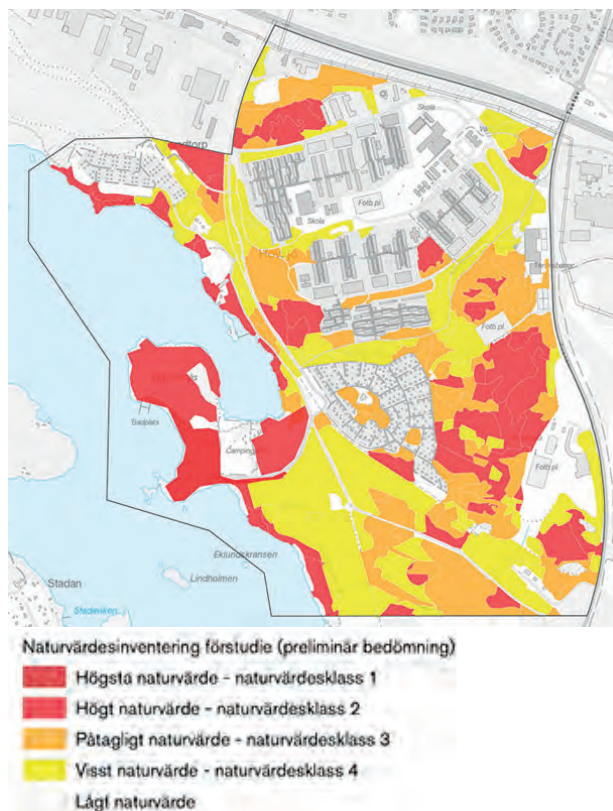 Skola
Skola
Fotb.pl.
Fotb.pl.
Badplats
Camping
Fotb.pl.
Eklundskransen
Lindholmen
Stadan
Naturvärdesinventering förstudie (preliminär bedömning)
Högsta naturvärde - naturvärdesklass 1
Högt naturvärde - naturvärdesklass 2
Påtagligt naturvärde - naturvärdesklass 3
Visst naturvärde - naturvärdesklass 4
Lågt naturvärde